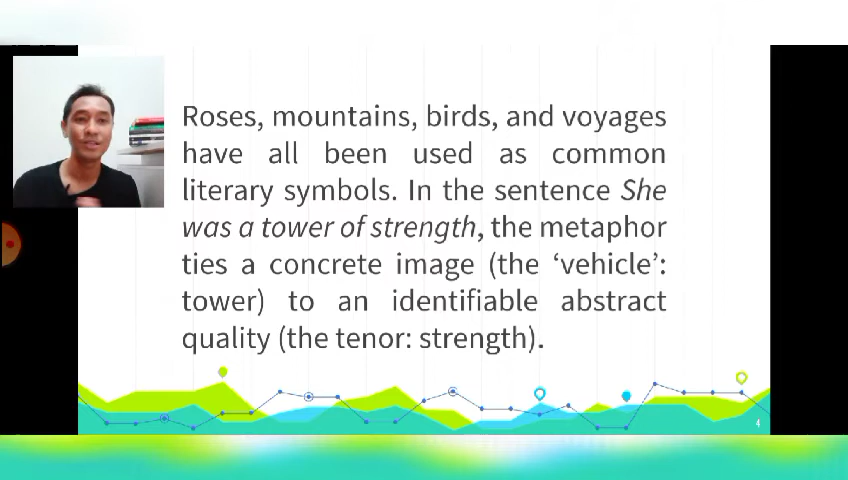 Roses, mountains, birds, and voyages
have all been used as common
literary symbols. In the sentence She
was a tower of strength, the metaphor
ties a concrete image (the ‘vehicle’:
tower) to an identifiable abstract
quality (the tenor: strength).
4